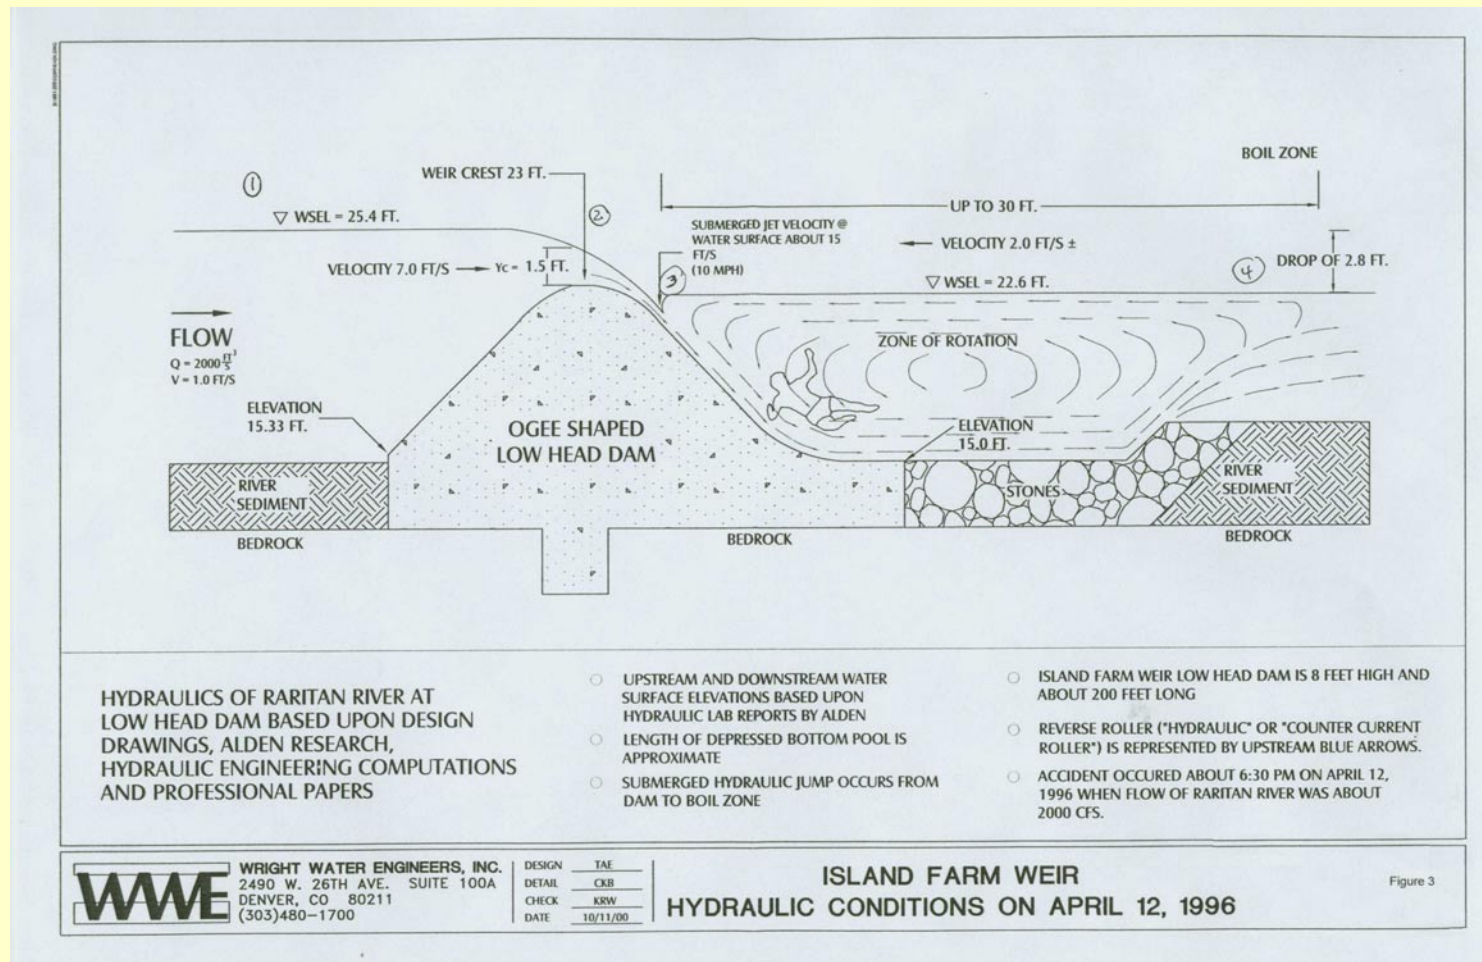 BOIL ZONE
WEIR CREST 23 FT.
①
▽ WSEL = 25.4 FT.
②
UP TO 30 FT.
SUBMERGED JET VELOCITY @
WATER SURFACE ABOUT 15
FT/S
(10 MPH)
VELOCITY 2.0 FT/S ±
④
DROP OF 2.8 FT.
VELOCITY 7.0 FT/S
Yc = 1.5 FT.
③
▽ WSEL = 22.6 FT.
FLOW
Q = 2000 FT³/S
V = 1.0 FT/S
ZONE OF ROTATION
ELEVATION
15.33 FT.
OGEE SHAPED
LOW HEAD DAM
ELEVATION
15.0 FT.
RIVER
SEDIMENT
STONES
RIVER
SEDIMENT
BEDROCK
BEDROCK
BEDROCK
HYDRAULICS OF RARITAN RIVER AT
LOW HEAD DAM BASED UPON DESIGN
DRAWINGS, ALDEN RESEARCH,
HYDRAULIC ENGINEERING COMPUTATIONS
AND PROFESSIONAL PAPERS
○ UPSTREAM AND DOWNSTREAM WATER
SURFACE ELEVATIONS BASED UPON
HYDRAULIC LAB REPORTS BY ALDEN
○ LENGTH OF DEPRESSED BOTTOM POOL IS
APPROXIMATE
○ SUBMERGED HYDRAULIC JUMP OCCURS FROM
DAM TO BOIL ZONE
○ ISLAND FARM WEIR LOW HEAD DAM IS 8 FEET HIGH AND
ABOUT 200 FEET LONG
○ REVERSE ROLLER ("HYDRAULIC" OR "COUNTER CURRENT
ROLLER") IS REPRESENTED BY UPSTREAM BLUE ARROWS.
○ ACCIDENT OCCURED ABOUT 6:30 PM ON APRIL 12,
1996 WHEN FLOW OF RARITAN RIVER WAS ABOUT
2000 CFS.
WWE
WRIGHT WATER ENGINEERS, INC.
2490 W. 26TH AVE. SUITE 100A
DENVER, CO 80211
(303)480-1700
DESIGN TAE
DETAIL CKB
CHECK KRW
DATE 10/11/00
ISLAND FARM WEIR
HYDRAULIC CONDITIONS ON APRIL 12, 1996
Figure 3